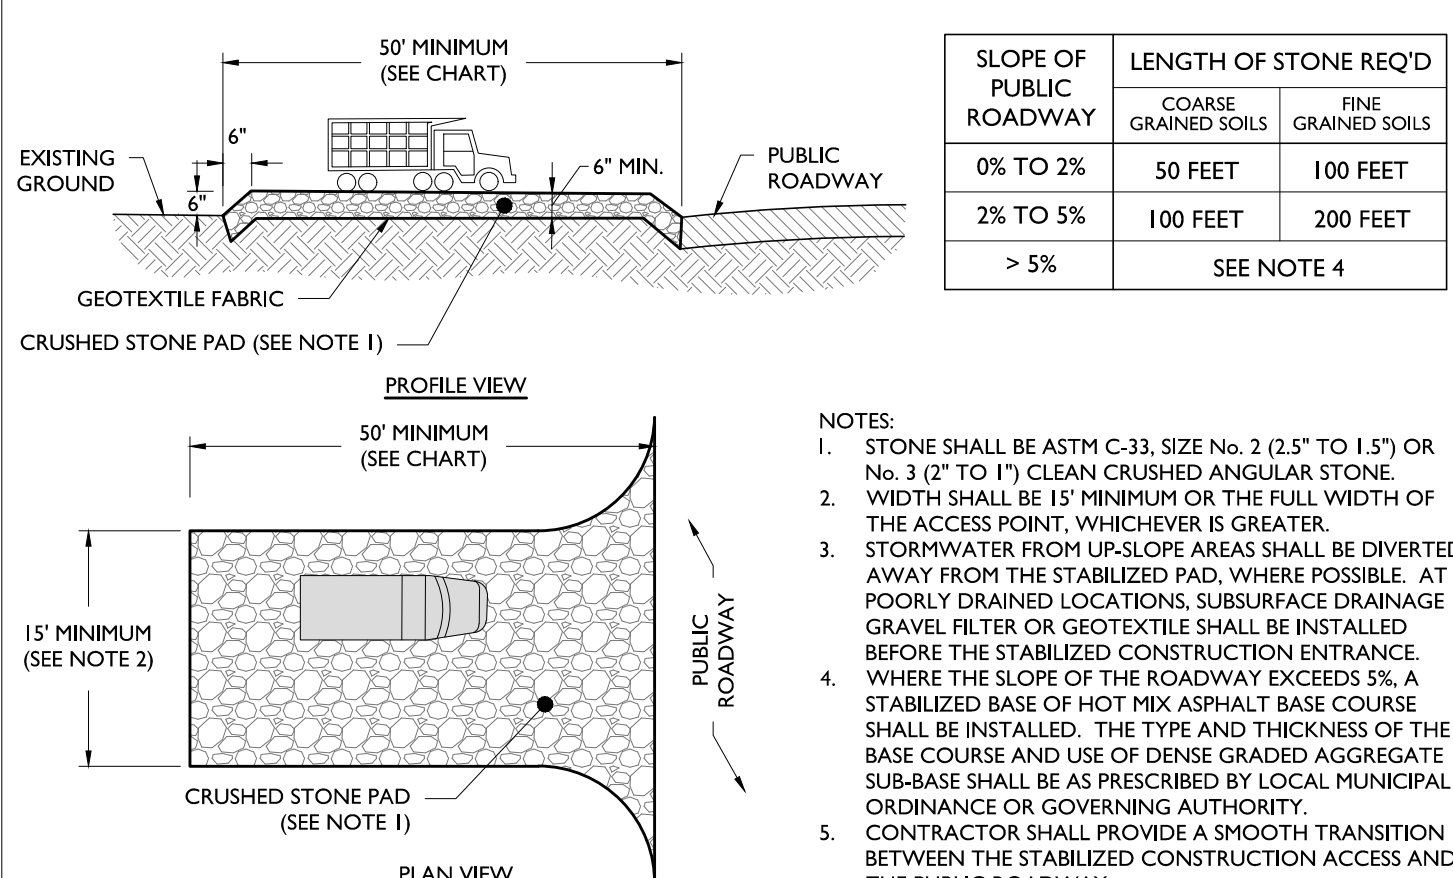 50' MINIMUM
(SEE CHART)
6"
EXISTING
GROUND
6"
6" MIN.
PUBLIC
ROADWAY
GEOTEXTILE FABRIC
CRUSHED STONE PAD (SEE NOTE 1)
PROFILE VIEW
SLOPE OF
PUBLIC
ROADWAY
LENGTH OF STONE REQ'D
COARSE
GRAINED SOILS
FINE
GRAINED SOILS
0% TO 2%
50 FEET
100 FEET
2% TO 5%
100 FEET
200 FEET
> 5%
SEE NOTE 4
50' MINIMUM
(SEE CHART)
15' MINIMUM
(SEE NOTE 2)
PUBLIC
ROADWAY
CRUSHED STONE PAD
(SEE NOTE 1)
PLAN VIEW
NOTES:
1. STONE SHALL BE ASTM C-33, SIZE No. 2 (2.5" TO 1.5") OR
No. 3 (2" TO 1") CLEAN CRUSHED ANGULAR STONE.
2. WIDTH SHALL BE 15' MINIMUM OR THE FULL WIDTH OF
THE ACCESS POINT, WHICHEVER IS GREATER.
3. STORMWATER FROM UP-SLOPE AREAS SHALL BE DIVERTED
AWAY FROM THE STABILIZED PAD, WHERE POSSIBLE. AT
POORLY DRAINED LOCATIONS, SUBSURFACE DRAINAGE
GRAVEL FILTER OR GEOTEXTILE SHALL BE INSTALLED
BEFORE THE STABILIZED CONSTRUCTION ENTRANCE.
4. WHERE THE SLOPE OF THE ROADWAY EXCEEDS 5%, A
STABILIZED BASE OF HOT MIX ASPHALT BASE COURSE
SHALL BE INSTALLED. THE TYPE AND THICKNESS OF THE
BASE COURSE AND USE OF DENSE GRADED AGGREGATE
SUB-BASE SHALL BE AS PRESCRIBED BY LOCAL MUNICIPAL
ORDINANCE OR GOVERNING AUTHORITY.
5. CONTRACTOR SHALL PROVIDE A SMOOTH TRANSITION
BETWEEN THE STABILIZED CONSTRUCTION ACCESS AND
THE PUBLIC ROADWAY